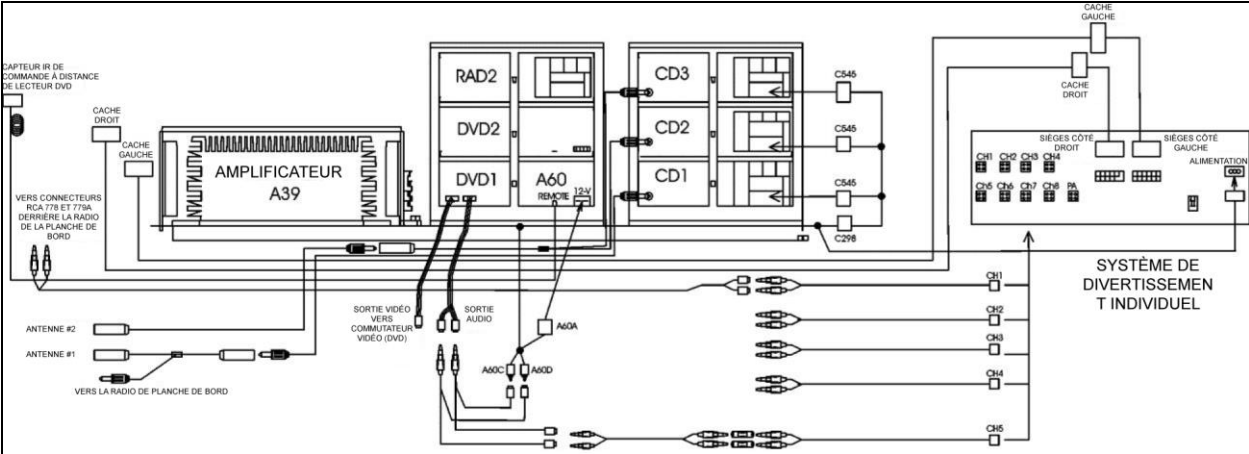 CACHE
GAUCHE
CACHE
DROIT
CAPTEUR IR DE
COMMANDE À DISTANCE
DE LECTEUR DVD
CACHE
DROIT
CACHE
GAUCHE
AMPLIFICATEUR
A39
VERS CONNECTEURS
RCA 778 ET 779A
DERRIÈRE LA RADIO
DE LA PLANCHE DE
BORD
RAD2
DVD2
DVD1
A60
REMOTE
12-V
CD3
CD2
CD1
C545
C545
C545
C298
SIÈGES CÔTÉ
DROIT
SIÈGES CÔTÉ
GAUCHE
ALIMENTATION
CH1 CH2 CH3 CH4
Ch5 Ch6 Ch7 Ch8 PA
SYSTÈME DE
DIVERTISSEMEN
T INDIVIDUEL
SORTIE VIDÉO
VERS
COMMUTATEUR
VIDÉO (DVD)
SORTIE
AUDIO
A60A
A60C
A60D
ANTENNE #2
ANTENNE #1
VERS LA RADIO DE PLANCHE DE BORD
CH1
CH2
CH3
CH4
CH5